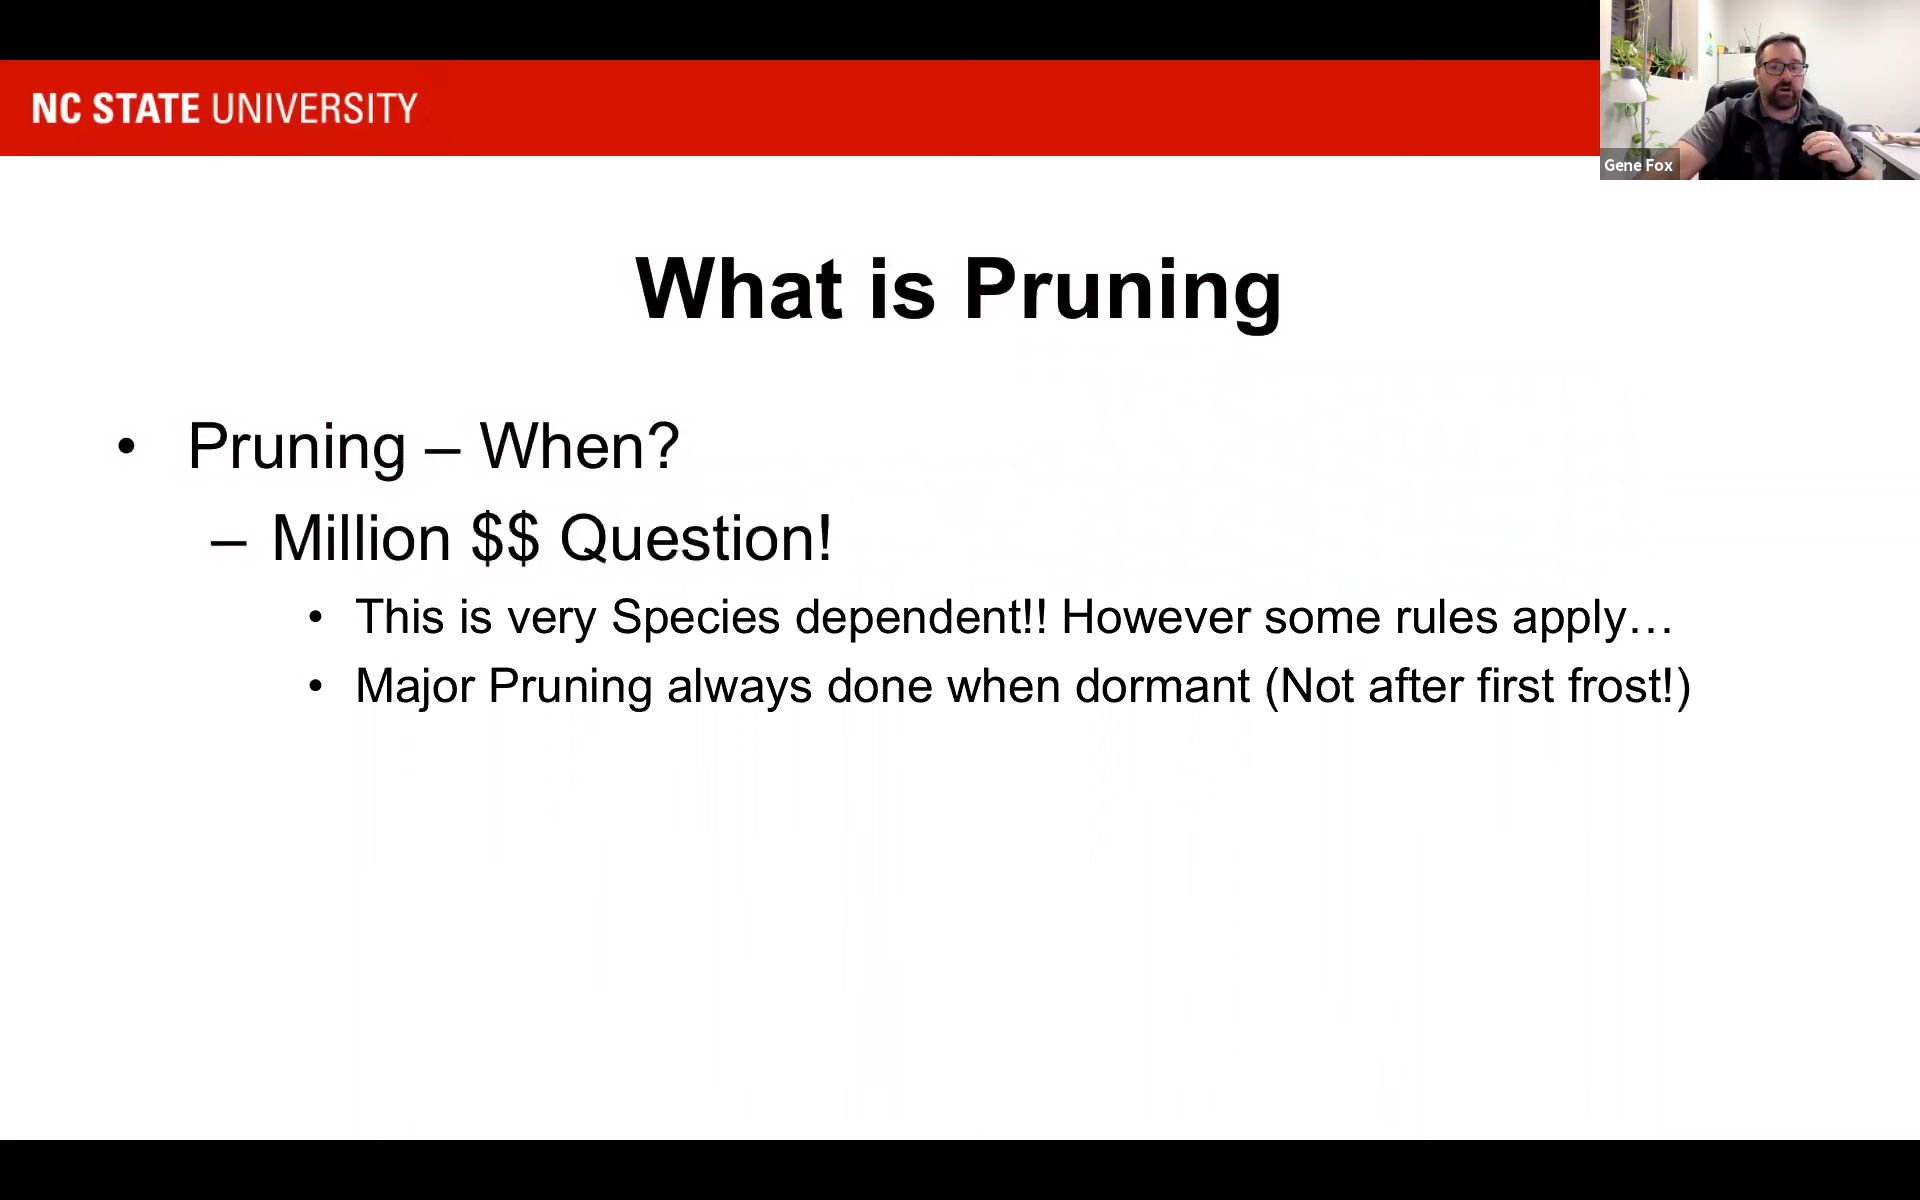 NC STATE UNIVERSITY
Gene Fox
What is Pruning
• Pruning – When?
– Million $$ Question!
• This is very Species dependent!! However some rules apply…
• Major Pruning always done when dormant (Not after first frost!)